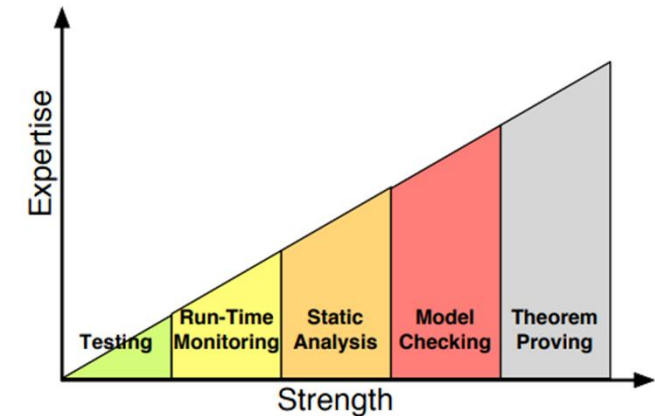 Expertise
Testing
Run-Time
Monitoring
Static
Analysis
Model
Checking
Theorem
Proving
Strength